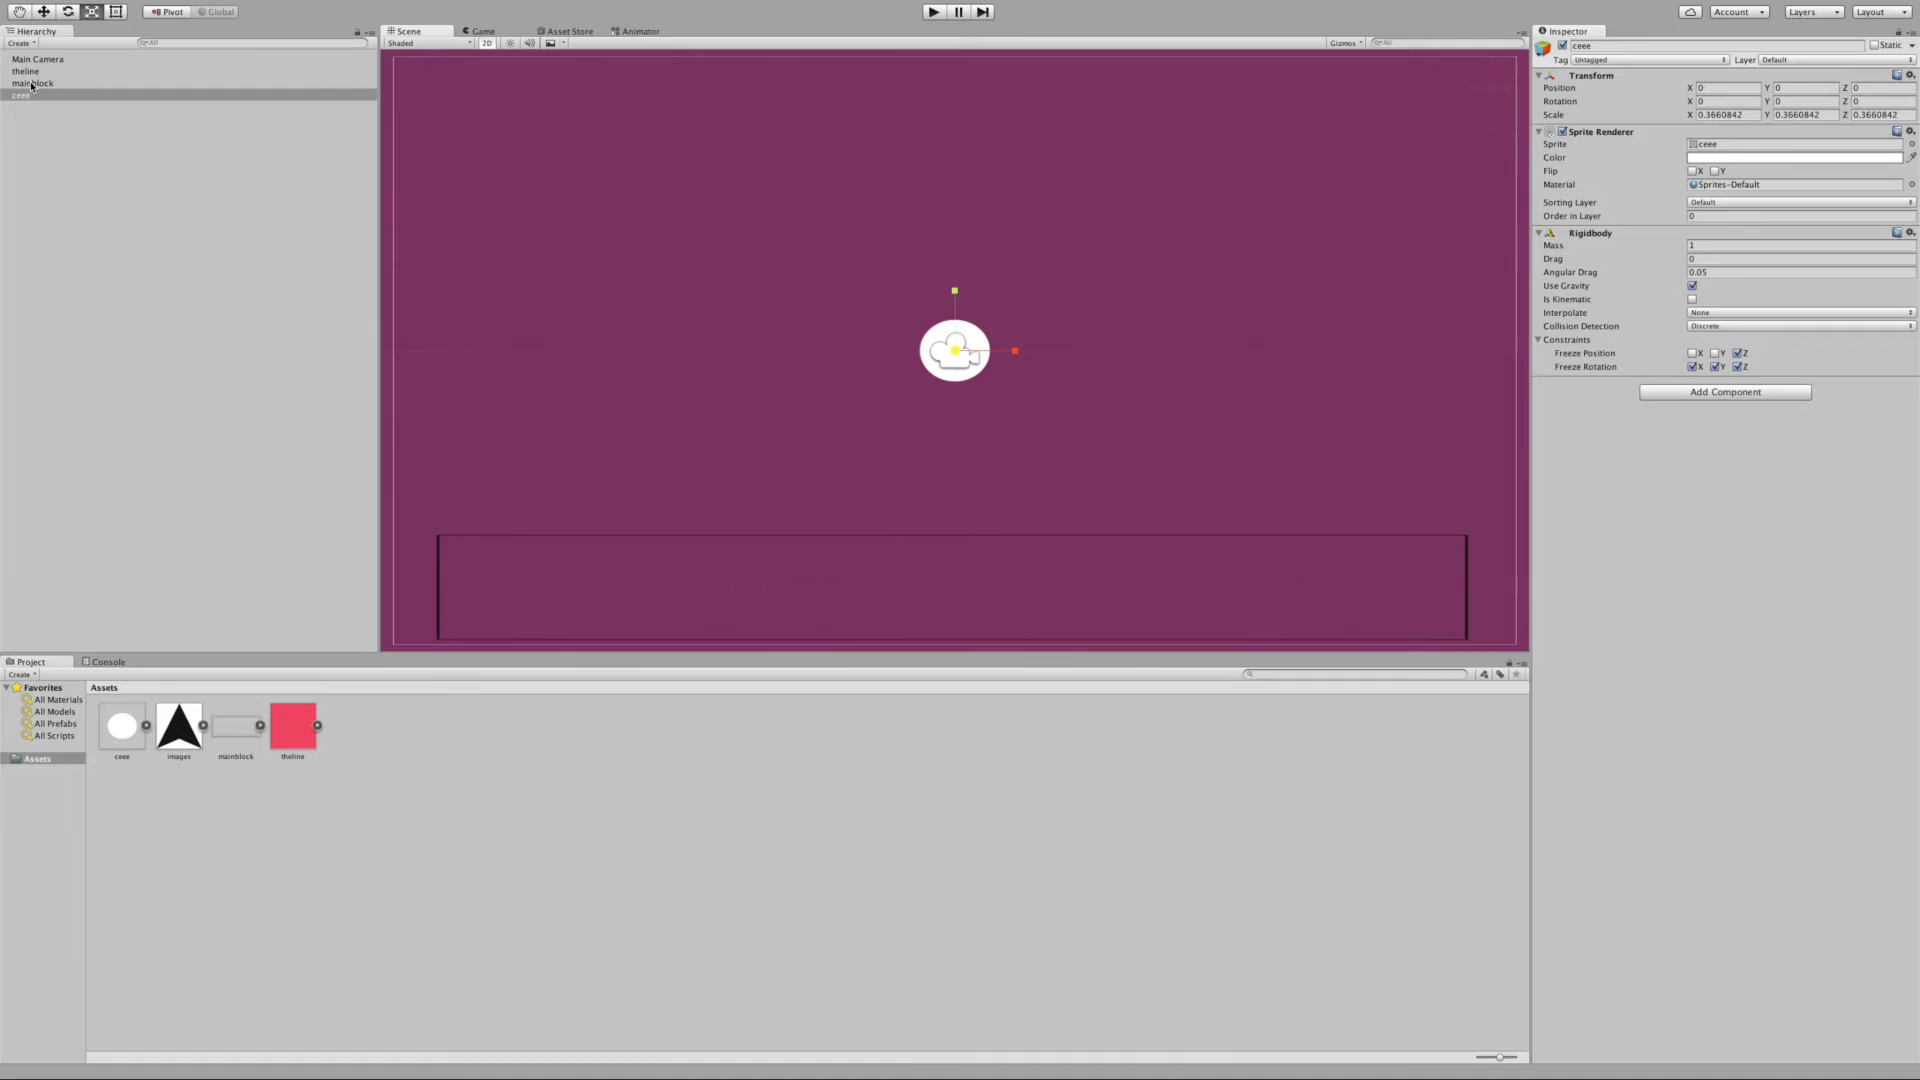 Pivot Global Account Layers Layout
Hierarchy Scene Game Asset Store Animator Inspector
Create All Shaded 2D Gizmos All ceee Static
Main Camera Tag Untagged Layer Default
theline Transform
mainblock Position X 0 Y 0 Z 0
ceee Rotation X 0 Y 0 Z 0
Scale X 0.3660842 Y 0.3660842 Z 0.3660842
Sprite Renderer
Sprite ceee
Color
Flip X Y
Material Sprites-Default
Sorting Layer Default
Order in Layer 0
Rigidbody
Mass 1
Drag 0
Angular Drag 0.05
Use Gravity
Is Kinematic
Interpolate None
Collision Detection Discrete
Constraints
Freeze Position X Y Z
Freeze Rotation X Y Z
Add Component
Project Console
Create
Favorites Assets
All Materials
All Models
All Prefabs
All Scripts
Assets
ceee images mainblock theline